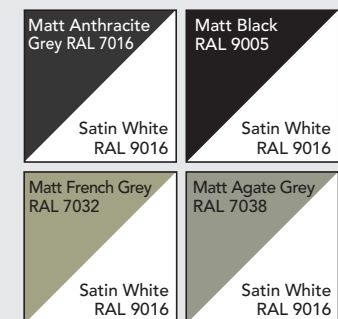 Matt Anthracite
Grey RAL 7016
Satin White
RAL 9016
Matt Black
RAL 9005
Satin White
RAL 9016
Matt French Grey
RAL 7032
Satin White
RAL 9016
Matt Agate Grey
RAL 7038
Satin White
RAL 9016